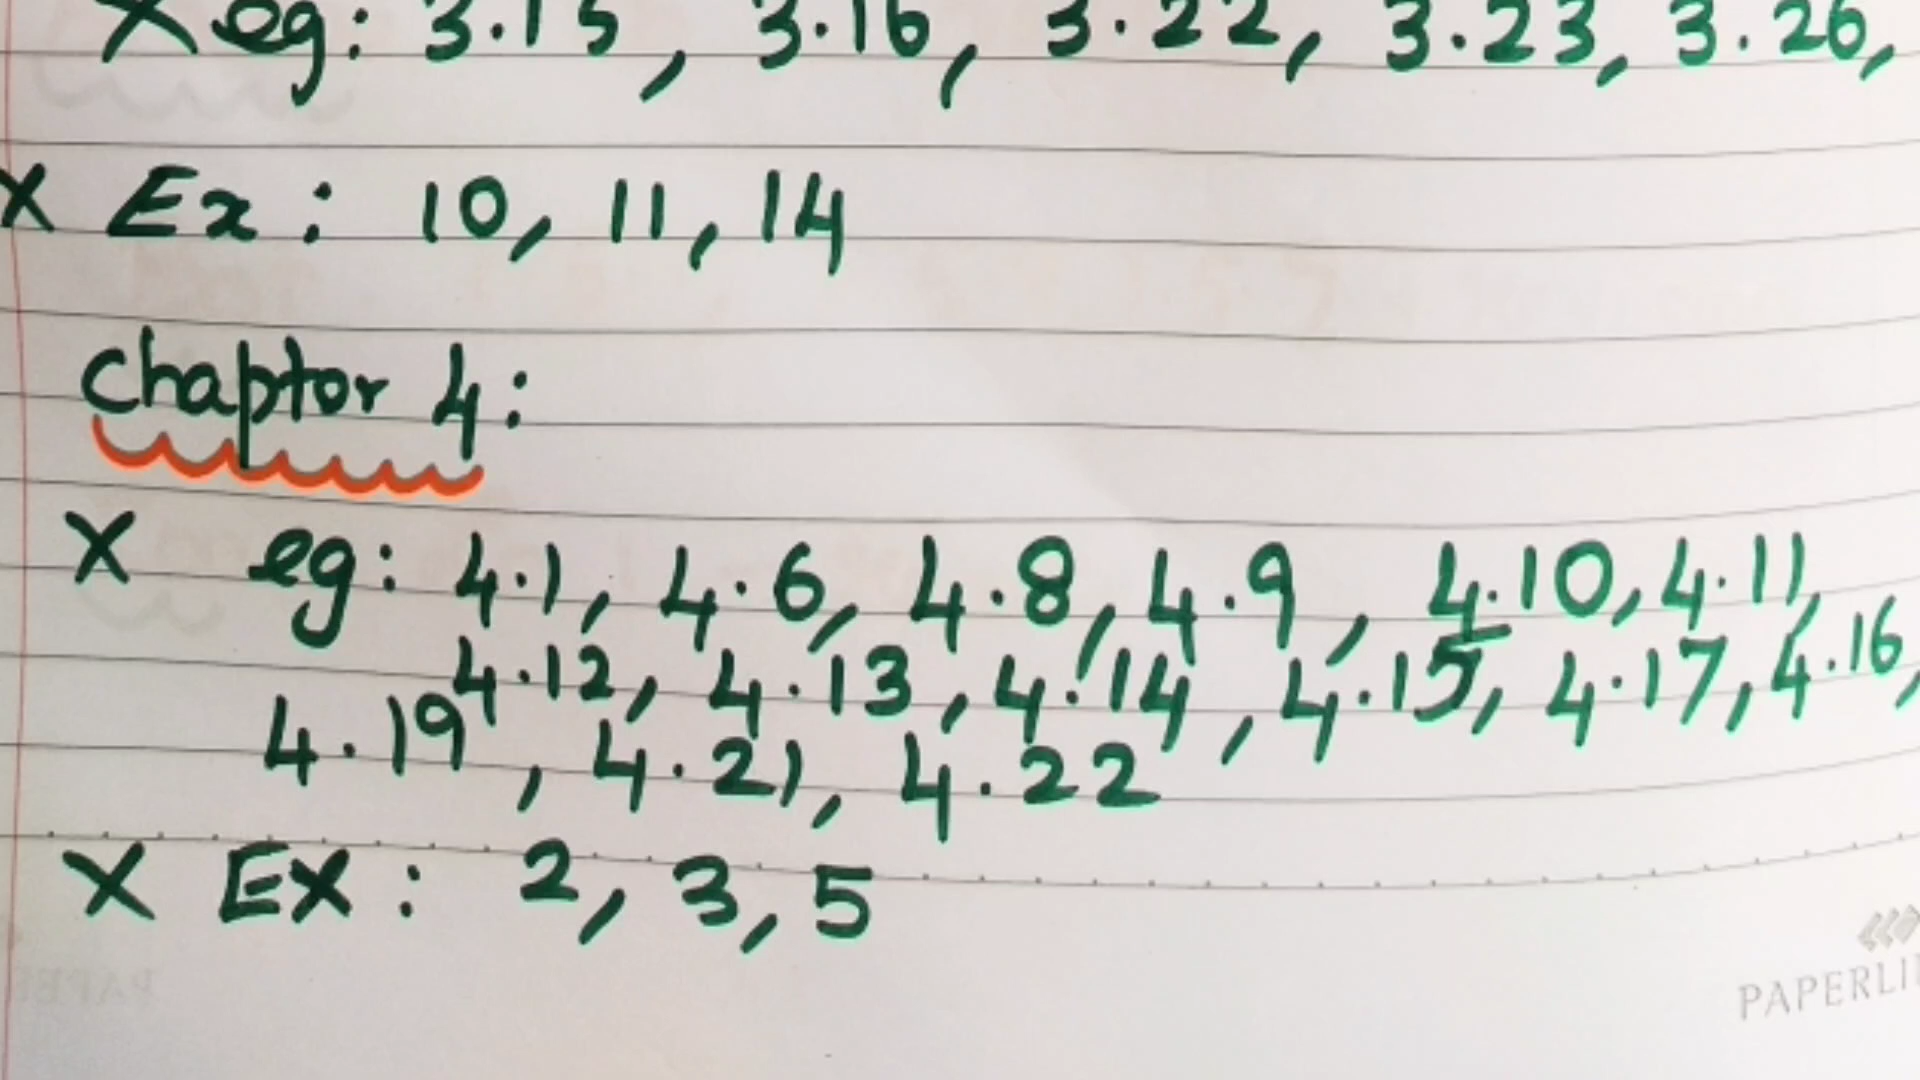 X eg: 3.15, 3.16, 3.22, 3.23, 3.26,
X Ex: 10, 11, 14
Chaptor 4:
X eg: 4.1, 4.6, 4.8, 4.9, 4.10, 4.11,
4.12, 4.13, 4.14, 4.15, 4.17, 4.16,
4.19, 4.21, 4.22
X EX: 2, 3, 5